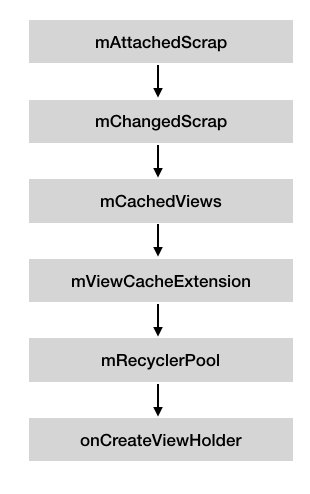 mAttachedScrap
mChangedScrap
mCachedViews
mViewCacheExtension
mRecyclerPool
onCreateViewHolder